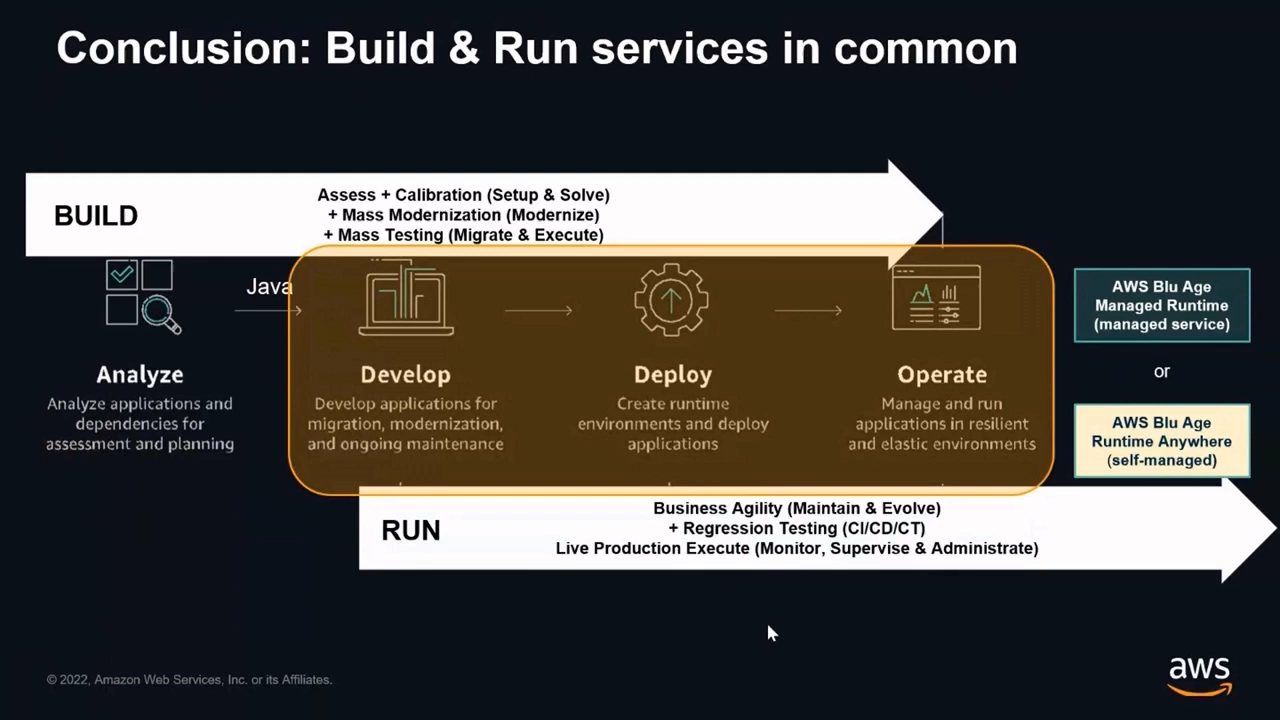 Conclusion: Build & Run services in common
BUILD
Assess + Calibration (Setup & Solve)
+ Mass Modernization (Modernize)
+ Mass Testing (Migrate & Execute)
Java
Analyze
Analyze applications and
dependencies for
assessment and planning
Develop
Develop applications for
migration, modernization,
and ongoing maintenance
Deploy
Create runtime
environments and deploy
applications
Operate
Manage and run
applications in resilient
and elastic environments
AWS Blu Age
Managed Runtime
(managed service)
or
AWS Blu Age
Runtime Anywhere
(self-managed)
RUN
Business Agility (Maintain & Evolve)
+ Regression Testing (CI/CD/CT)
Live Production Execute (Monitor, Supervise & Administrate)
© 2022, Amazon Web Services, Inc. or its Affiliates.
aws